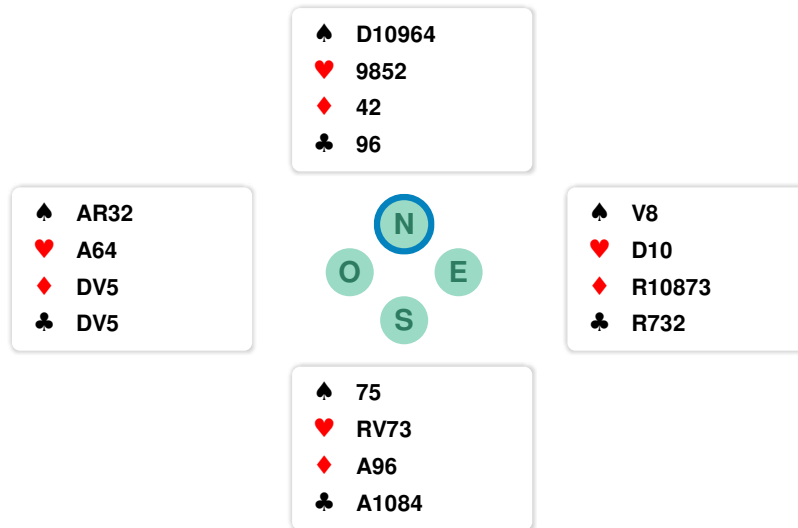 ♠ D10964
♥ 9852
♦ 42
♣ 96
♠ AR32
♥ A64
♦ DV5
♣ DV5
N
O E
S
♠ V8
♥ D10
♦ R10873
♣ R732
♠ 75
♥ RV73
♦ A96
♣ A1084